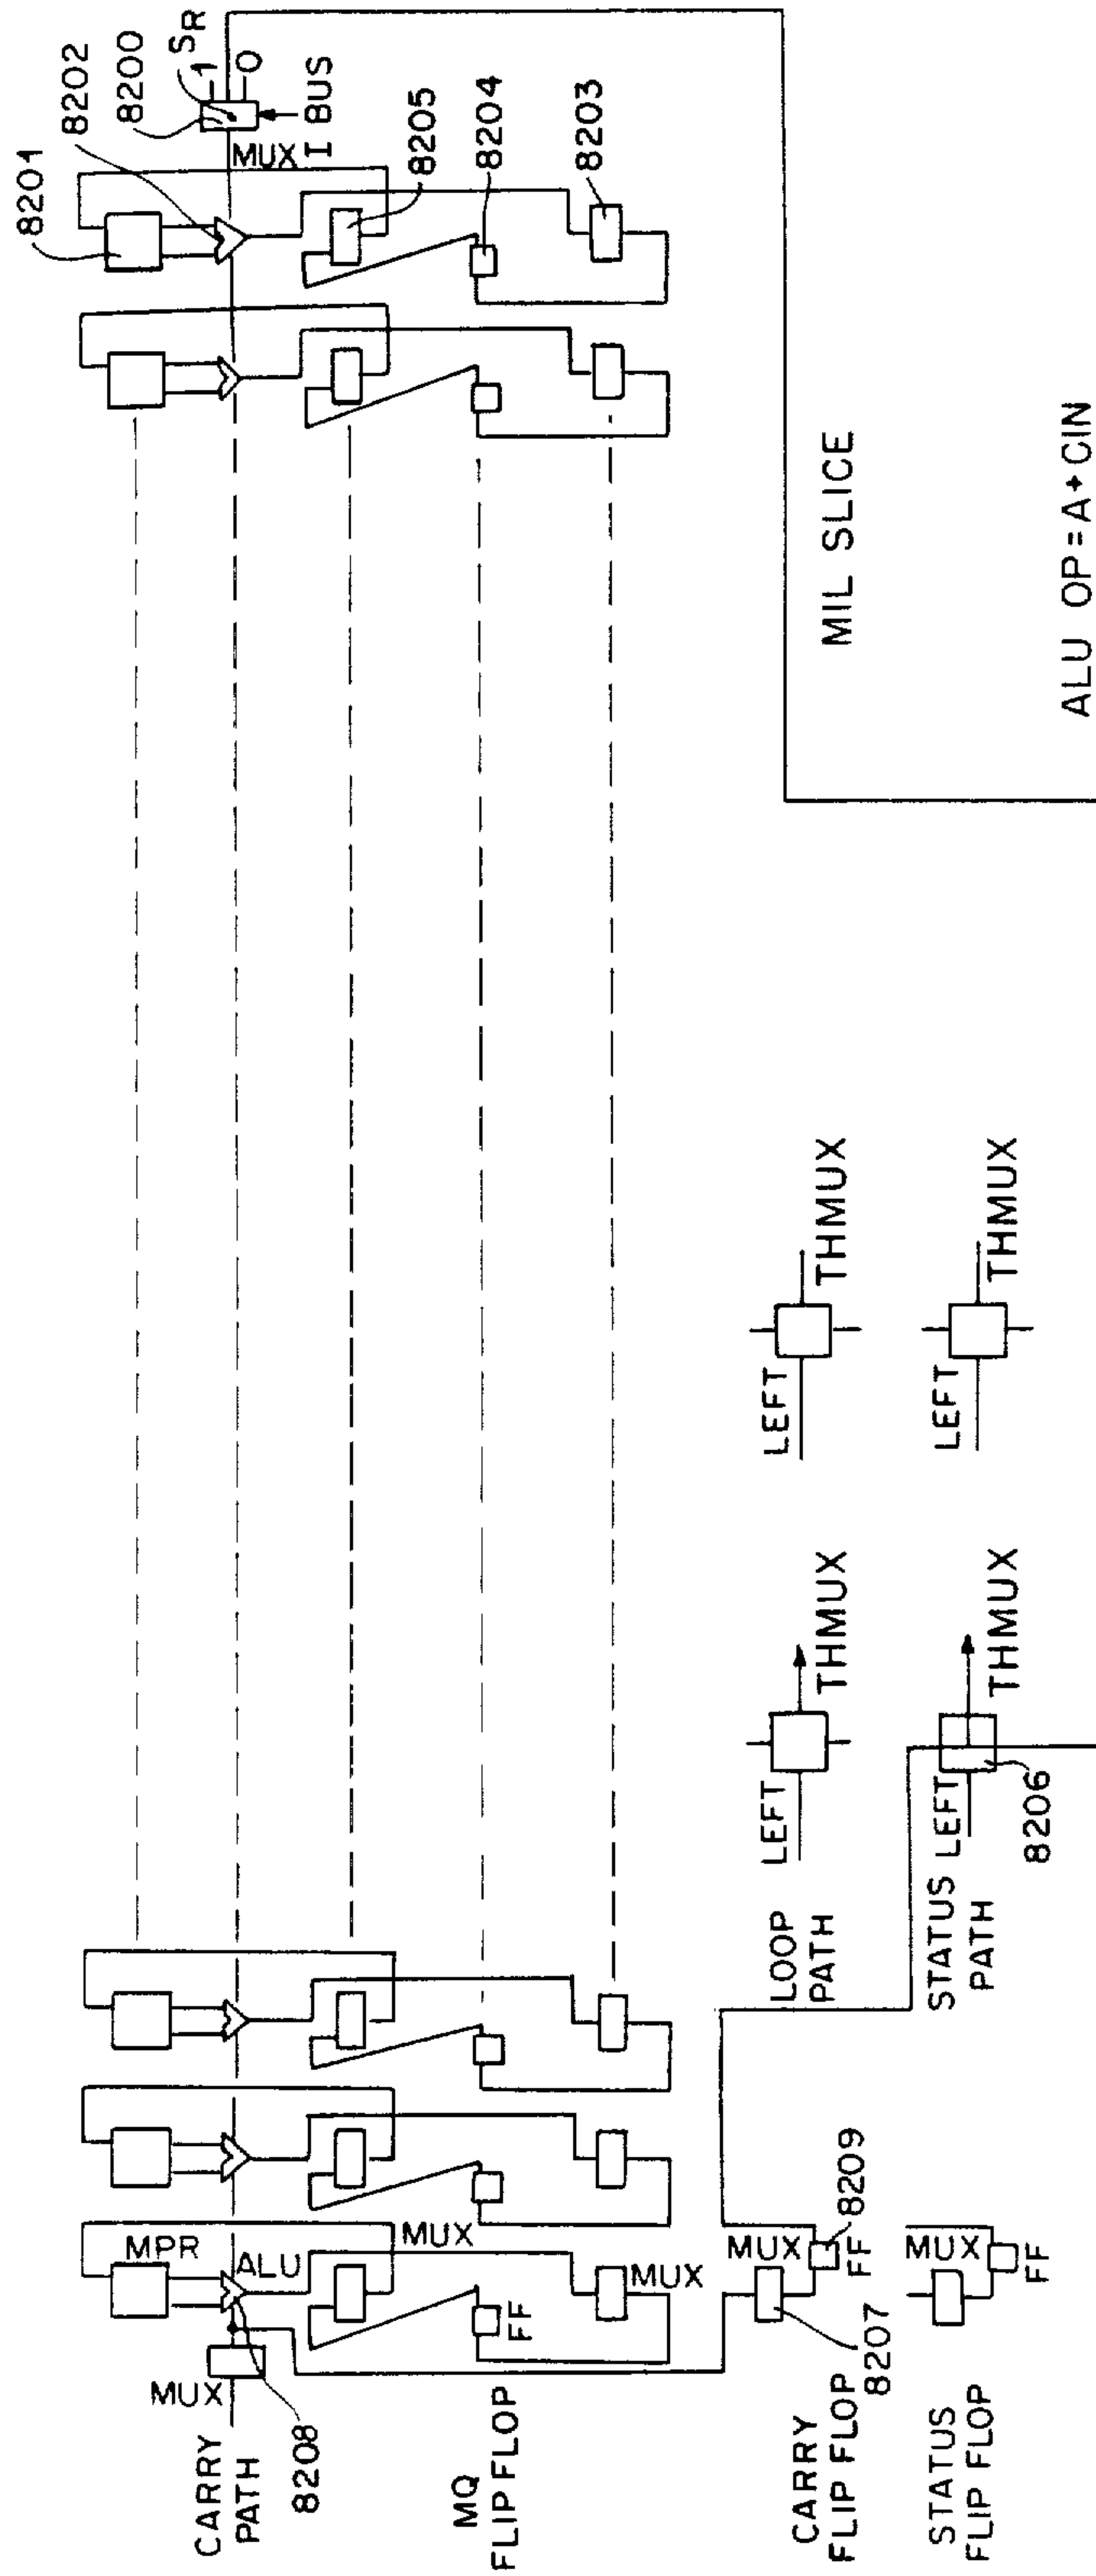 8201
8202
8200
SR
1
0
MUX
I BUS
8205
8204
8203
MIL SLICE
ALU OP = A + CIN
LEFT
THMUX
LEFT
THMUX
LEFT
THMUX
LEFT
THMUX
8206
LOOP
PATH
STATUS
PATH
MPR
ALU
MUX
MUX
FF
MUX
CARRY
PATH
8208
MQ
FLIP FLOP
MUX
FF
8209
8207
CARRY
FLIP FLOP
MUX
FF
STATUS
FLIP FLOP